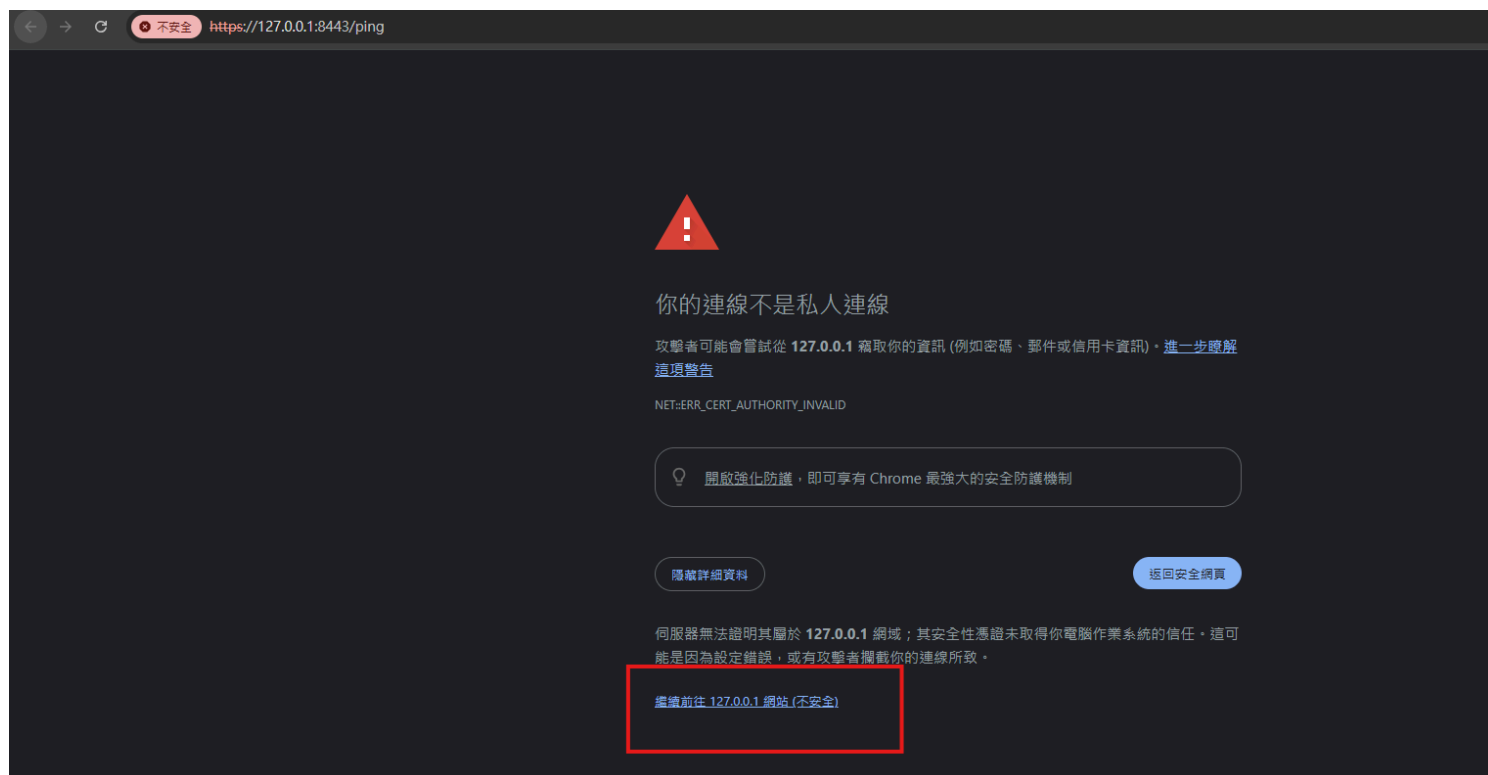 不安全 https://127.0.0.1:8443/ping
你的連線不是私人連線
攻擊者可能會嘗試從 127.0.0.1 竊取你的資訊 (例如密碼、郵件或信用卡資訊)。進一步瞭解
這項警告
NET::ERR_CERT_AUTHORITY_INVALID
開啟強化防護，即可享有 Chrome 最強大的安全防護機制
隱藏詳細資料
返回安全網頁
伺服器無法證明其屬於 127.0.0.1 網域；其安全性憑證未取得你電腦作業系統的信任。這可
能是因為設定錯誤，或有攻擊者攔截你的連線所致。
繼續前往 127.0.0.1 網站 (不安全)